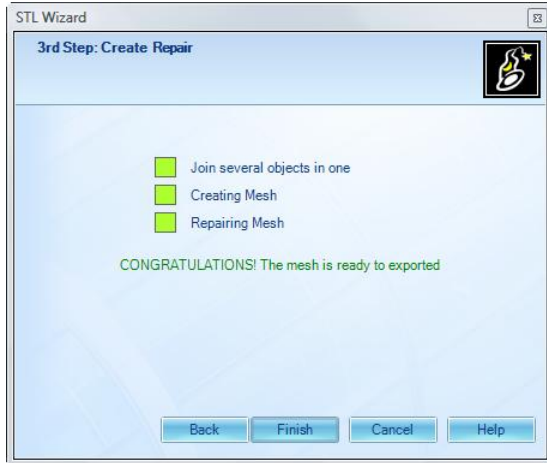 STL Wizard
3rd Step: Create Repair
Join several objects in one
Creating Mesh
Repairing Mesh
CONGRATULATIONS! The mesh is ready to exported
Back Finish Cancel Help